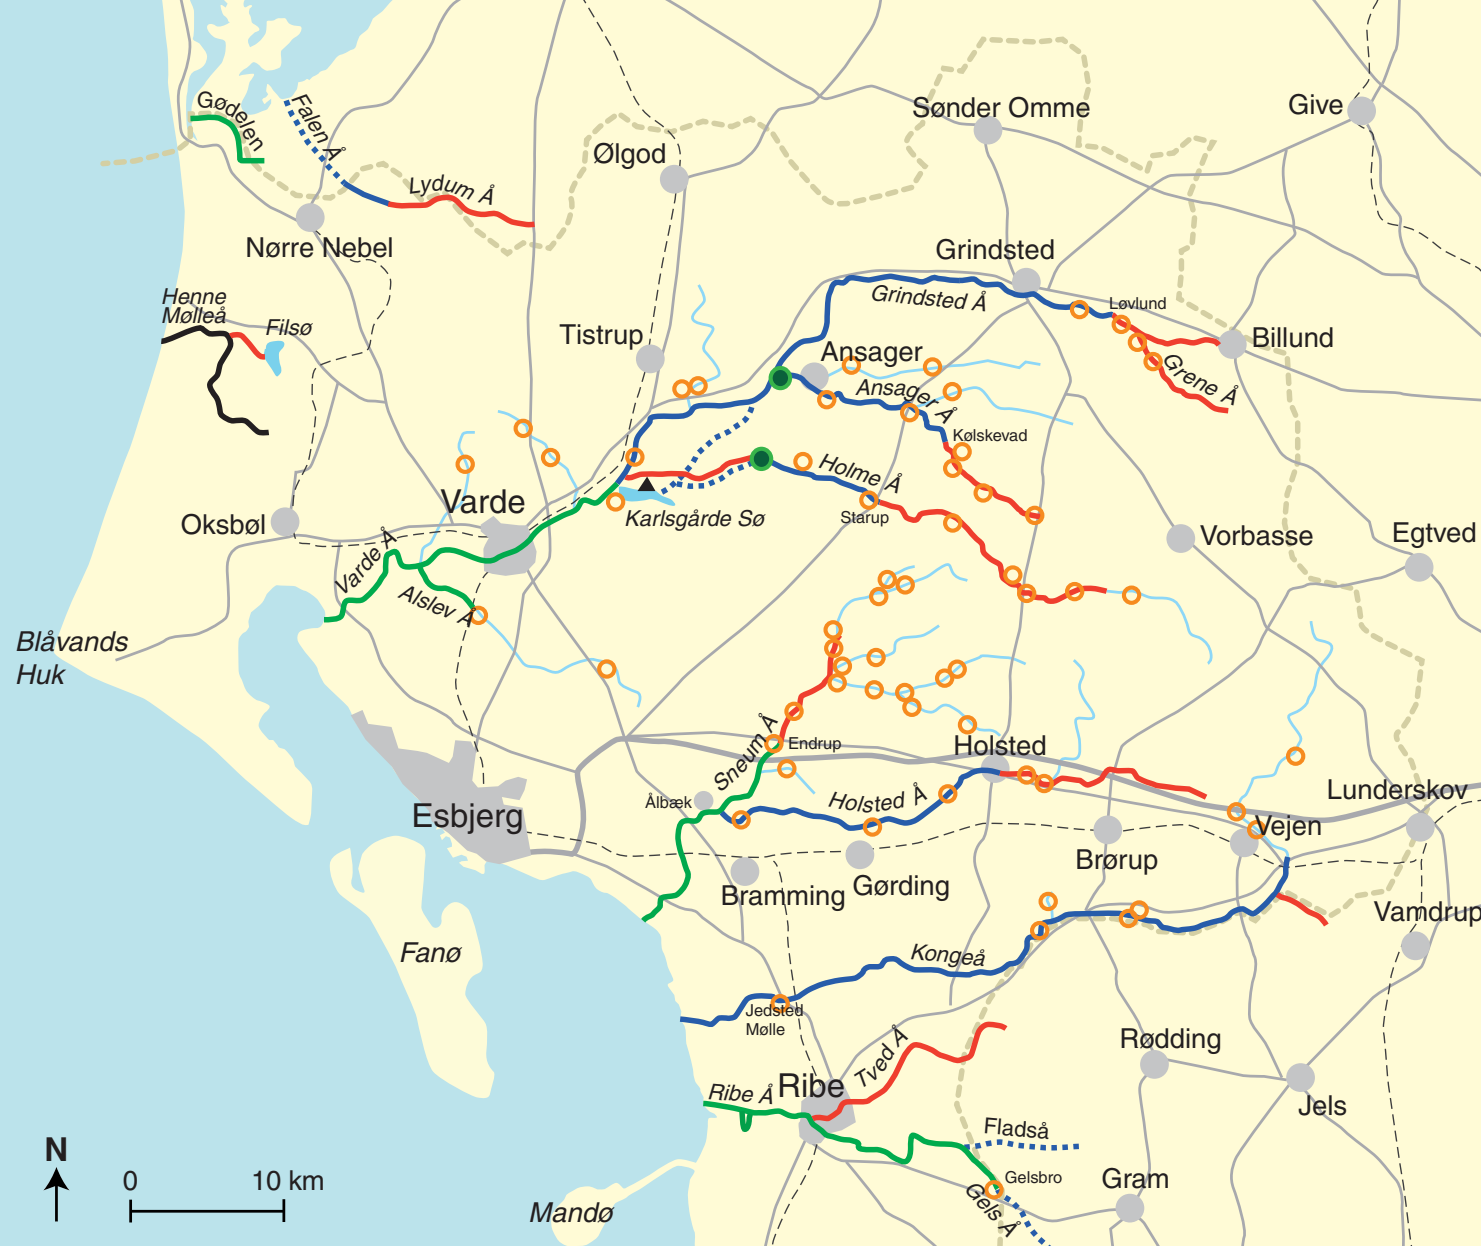 Gødelen
Falen Å
Lydum Å
Nørre Nebel
Sønder Omme
Give
Ølgod
Grindsted
Grindsted Å
Løvlund
Billund
Grene Å
Henne
Mølleå
Filsø
Tistrup
Ansager
Ansager Å
Kølskevad
Holme Å
Starup
Karlsgårde Sø
Varde
Oksbøl
Varde Å
Alslev Å
Vorbasse
Egtved
Blåvands
Huk
Sneum Å
Endrup
Holsted
Ålbæk
Holsted Å
Lunderskov
Esbjerg
Vejen
Brørup
Bramming
Gørding
Vamdrup
Fanø
Kongeå
Jedsted
Mølle
Rødding
Tved Å
Ribe Å
Ribe
Jels
Fladså
Gelsbro
Gels Å
Gram
Mandø
N
0
10 km